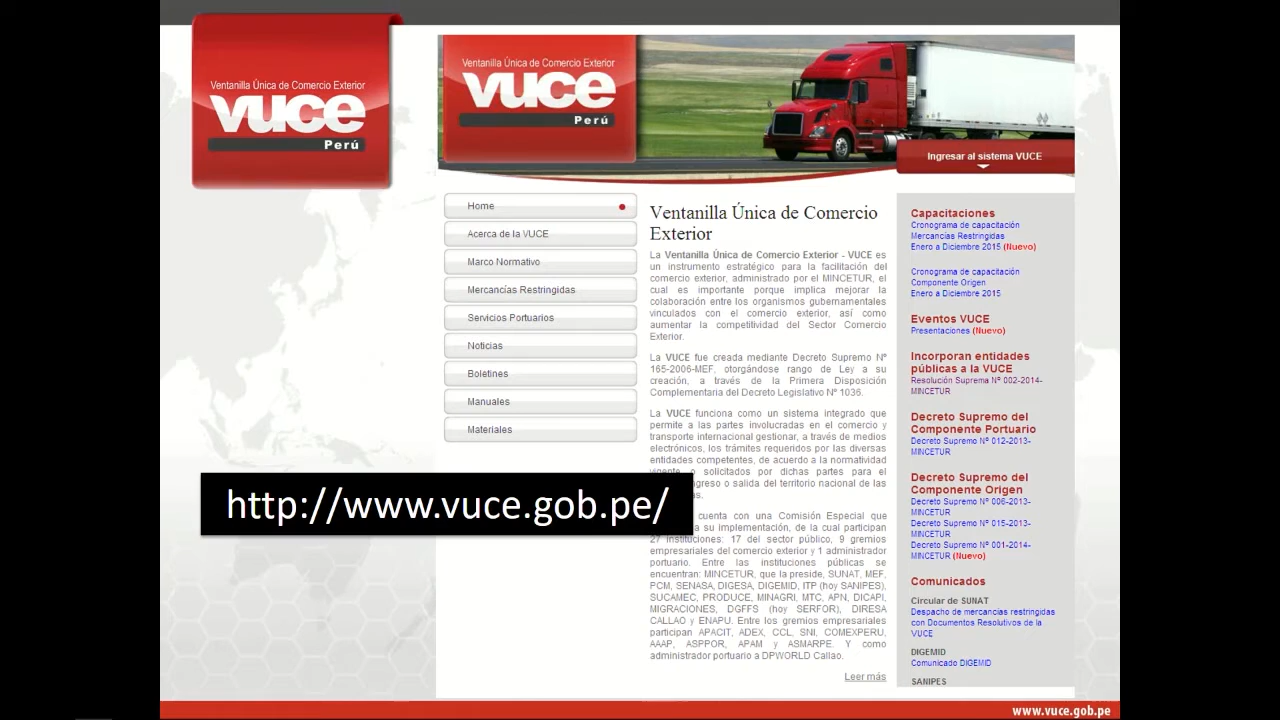 Ventanilla Única de Comercio Exterior
vuce
Perú
Ventanilla Única de Comercio Exterior
vuce
Perú
Ingresar al sistema VUCE
Home
Acerca de la VUCE
Marco Normativo
Mercancías Restringidas
Servicios Portuarios
Noticias
Boletines
Manuales
Materiales
Ventanilla Única de Comercio
Exterior
La Ventanilla Única de Comercio Exterior - VUCE es
un instrumento estratégico para la facilitación del
comercio exterior, administrado por el MINCETUR, el
cual es importante porque implica mejorar la
colaboración entre los organismos gubernamentales
vinculados con el comercio exterior, así como
aumentar la competitividad del Sector Comercio
Exterior.
La VUCE fue creada mediante Decreto Supremo Nº
165-2006-MEF, otorgándose rango de Ley a su
creación, a través de la Primera Disposición
Complementaria del Decreto Legislativo Nº 1036.
La VUCE funciona como un sistema integrado que
permite a las partes involucradas en el comercio y
transporte internacional gestionar, a través de medios
electrónicos, los trámites requeridos por las diversas
entidades competentes, de acuerdo a la normatividad
vigente, o solicitados por dichas partes para el
ngreso o salida del territorio nacional de las
as.
cuenta con una Comisión Especial que
a su implementación, de la cual participan
27 instituciones: 17 del sector público, 9 gremios
empresariales del comercio exterior y 1 administrador
portuario. Entre las instituciones públicas se
encuentran: MINCETUR, que la preside, SUNAT, MEF,
PCM, SENASA, DIGESA, DIGEMID, ITP (hoy SANIPES),
SUCAMEC, PRODUCE, MINAGRI, MTC, APN, DICAPI,
MIGRACIONES, DGFFS (hoy SERFOR), DIRESA
CALLAO y ENAPU. Entre los gremios empresariales
participan APACIT, ADEX, CCL, SNI, COMEXPERU,
AAAP, ASPPOR, APAM y ASMARPE. Y como
administrador portuario a DPWORLD Callao.
Leer más
Capacitaciones
Cronograma de capacitación
Mercancías Restringidas
Enero a Diciembre 2015 (Nuevo)
Cronograma de capacitación
Componente Origen
Enero a Diciembre 2015
Eventos VUCE
Presentaciones (Nuevo)
Incorporan entidades
públicas a la VUCE
Resolución Suprema Nº 002-2014-
MINCETUR
Decreto Supremo del
Componente Portuario
Decreto Supremo Nº 012-2013-
MINCETUR
Decreto Supremo del
Componente Origen
Decreto Supremo Nº 006-2013-
MINCETUR
Decreto Supremo Nº 015-2013-
MINCETUR
Decreto Supremo Nº 001-2014-
MINCETUR (Nuevo)
Comunicados
Circular de SUNAT
Despacho de mercancías restringidas
con Documentos Resolutivos de la
VUCE
DIGEMID
Comunicado DIGEMID
SANIPES
http://www.vuce.gob.pe/
www.vuce.gob.pe